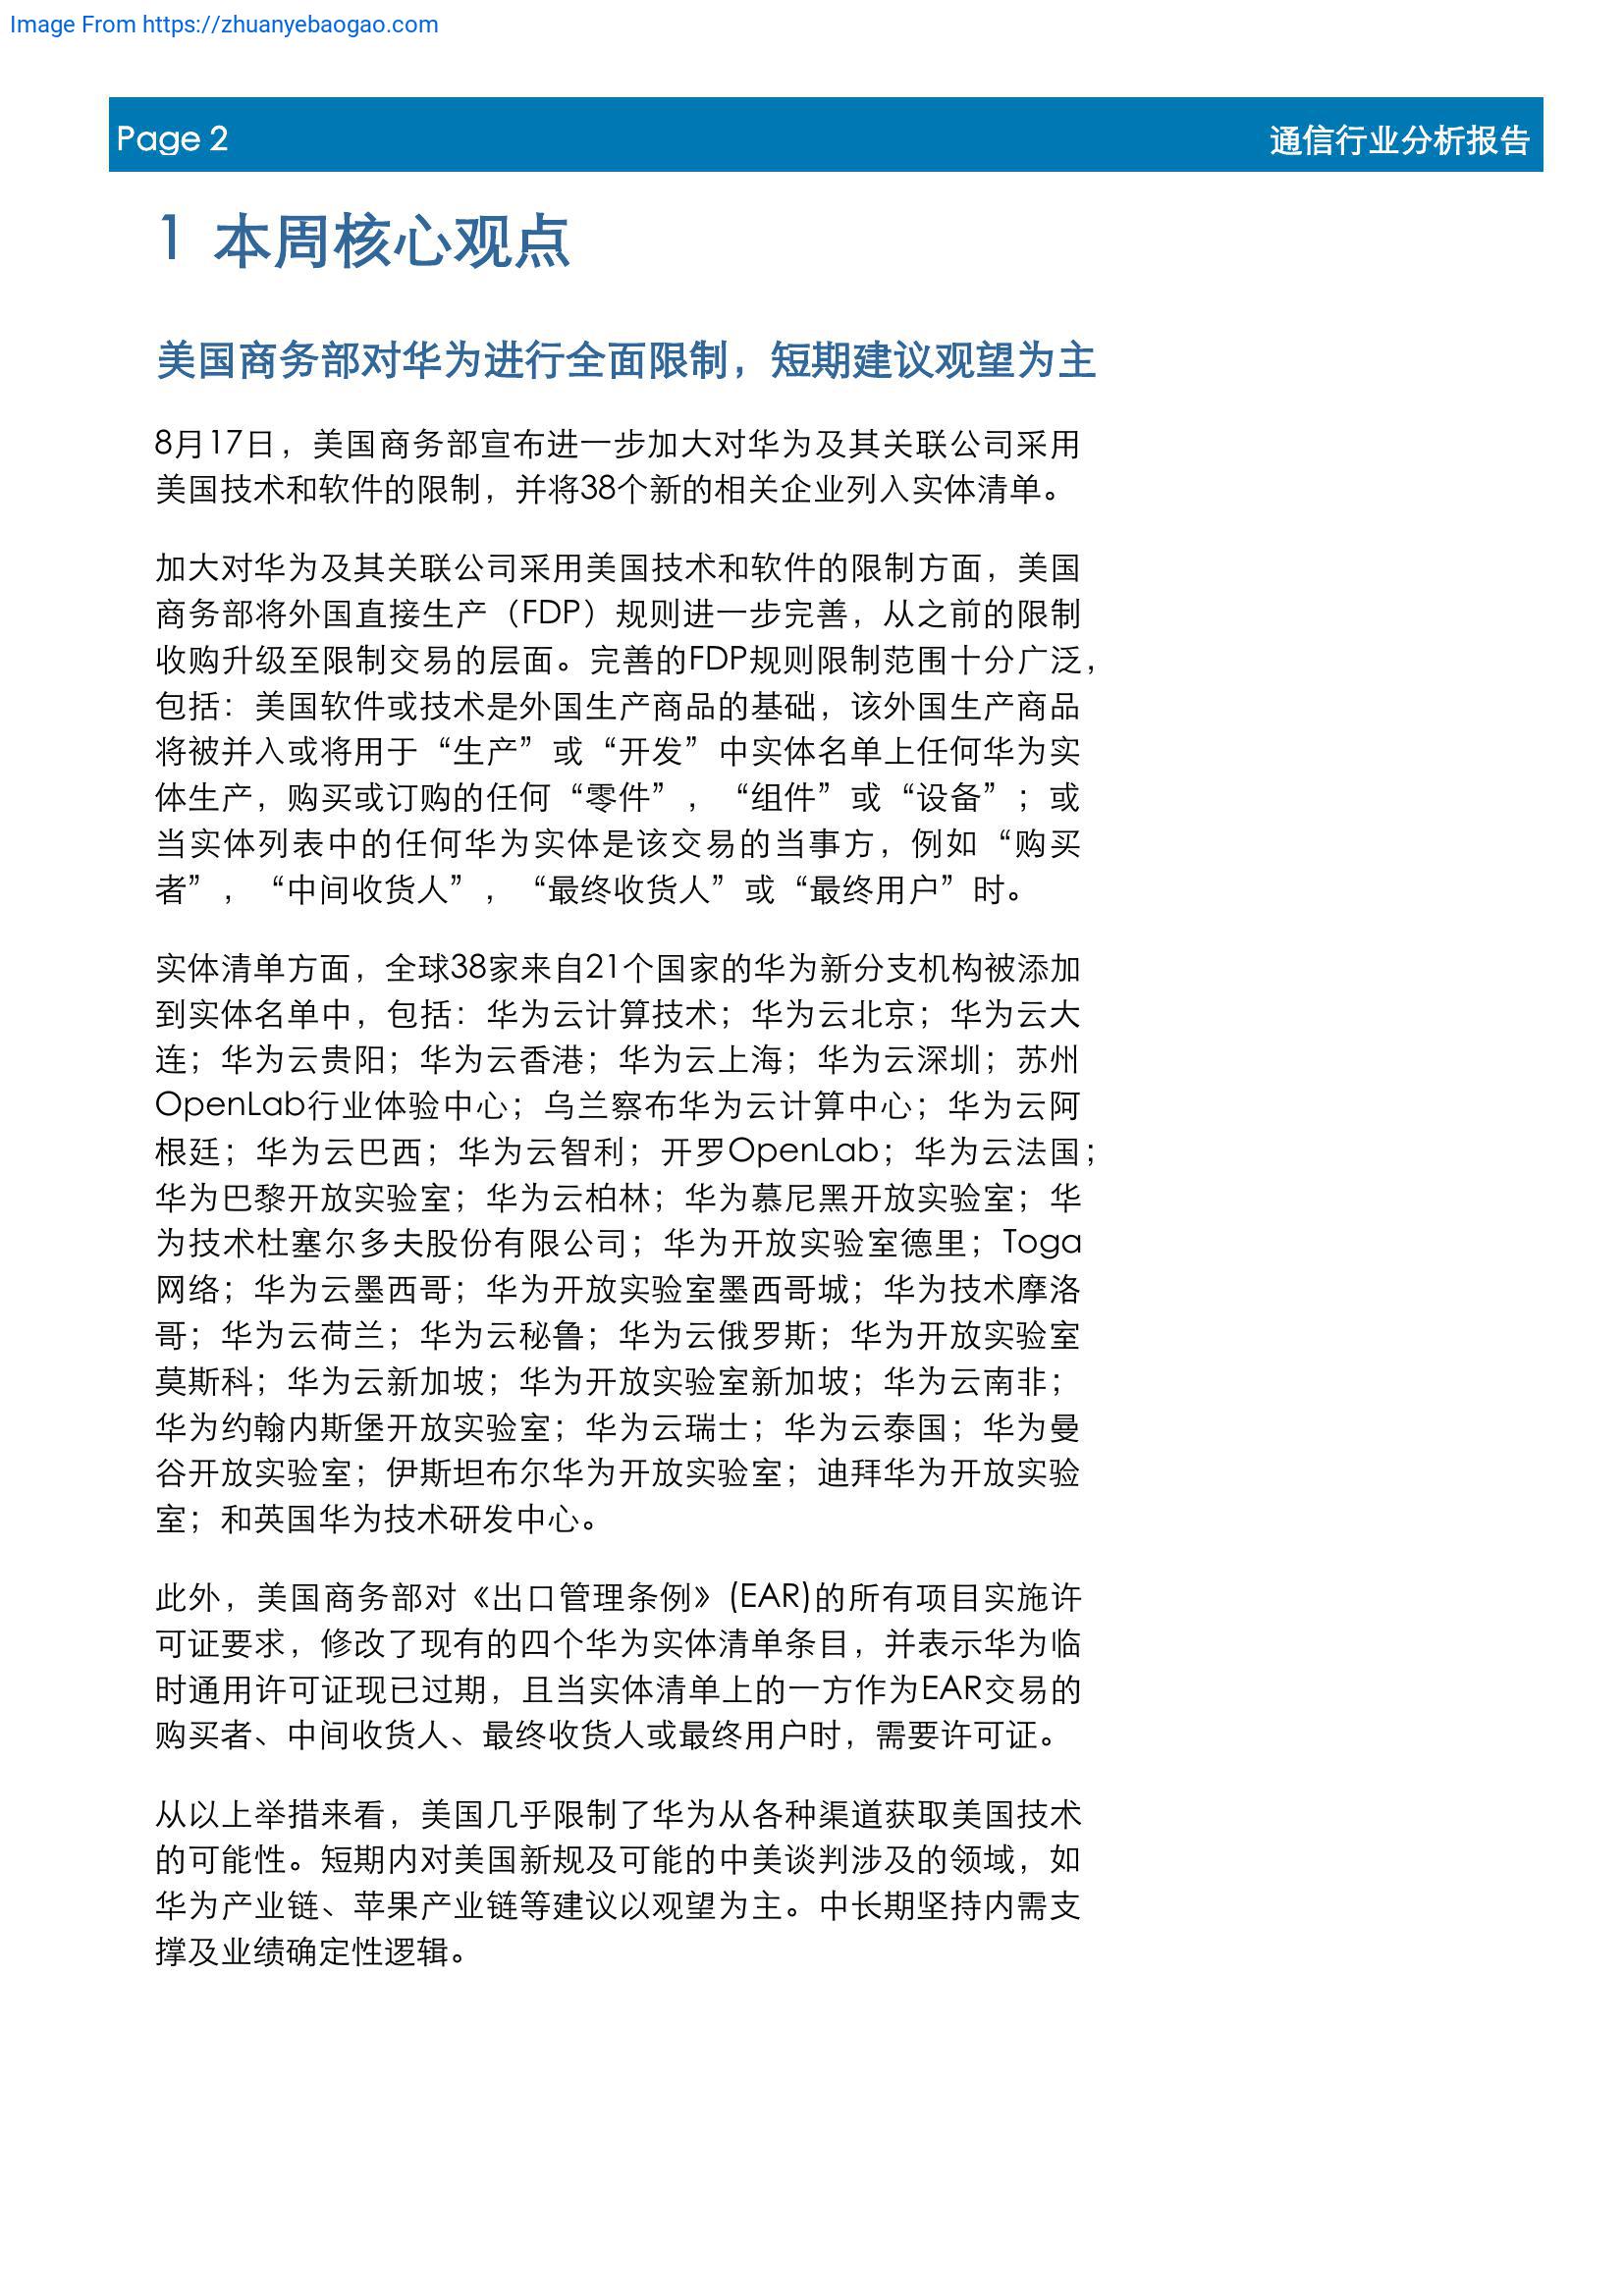 Image From https://zhuanyebaogao.com
Page 2
通信行业分析报告
1 本周核心观点
美国商务部对华为进行全面限制，短期建议观望为主
8月17日，美国商务部宣布进一步加大对华为及其关联公司采用
美国技术和软件的限制，并将38个新的相关企业列入实体清单。
加大对华为及其关联公司采用美国技术和软件的限制方面，美国
商务部将外国直接生产（FDP）规则进一步完善，从之前的限制
收购升级至限制交易的层面。完善的FDP规则限制范围十分广泛，
包括：美国软件或技术是外国生产商品的基础，该外国生产商品
将被并入或将用于“生产”或“开发”中实体名单上任何华为实
体生产，购买或订购的任何“零件”，“组件”或“设备”；或
当实体列表中的任何华为实体是该交易的当事方，例如“购买
者”，“中间收货人”，“最终收货人”或“最终用户”时。
实体清单方面，全球38家来自21个国家的华为新分支机构被添加
到实体名单中，包括：华为云计算技术；华为云北京；华为云大
连；华为云贵阳；华为云香港；华为云上海；华为云深圳；苏州
OpenLab行业体验中心；乌兰察布华为云计算中心；华为云阿
根廷；华为云巴西；华为云智利；开罗OpenLab；华为云法国；
华为巴黎开放实验室；华为云柏林；华为慕尼黑开放实验室；华
为技术杜塞尔多夫股份有限公司；华为开放实验室德里；Toga
网络；华为云墨西哥；华为开放实验室墨西哥城；华为技术摩洛
哥；华为云荷兰；华为云秘鲁；华为云俄罗斯；华为开放实验室
莫斯科；华为云新加坡；华为开放实验室新加坡；华为云南非；
华为约翰内斯堡开放实验室；华为云瑞士；华为云泰国；华为曼
谷开放实验室；伊斯坦布尔华为开放实验室；迪拜华为开放实验
室；和英国华为技术研发中心。
此外，美国商务部对《出口管理条例》(EAR)的所有项目实施许
可证要求，修改了现有的四个华为实体清单条目，并表示华为临
时通用许可证现已过期，且当实体清单上的一方作为EAR交易的
购买者、中间收货人、最终收货人或最终用户时，需要许可证。
从以上举措来看，美国几乎限制了华为从各种渠道获取美国技术
的可能性。短期内对美国新规及可能的中美谈判涉及的领域，如
华为产业链、苹果产业链等建议以观望为主。中长期坚持内需支
撑及业绩确定性逻辑。